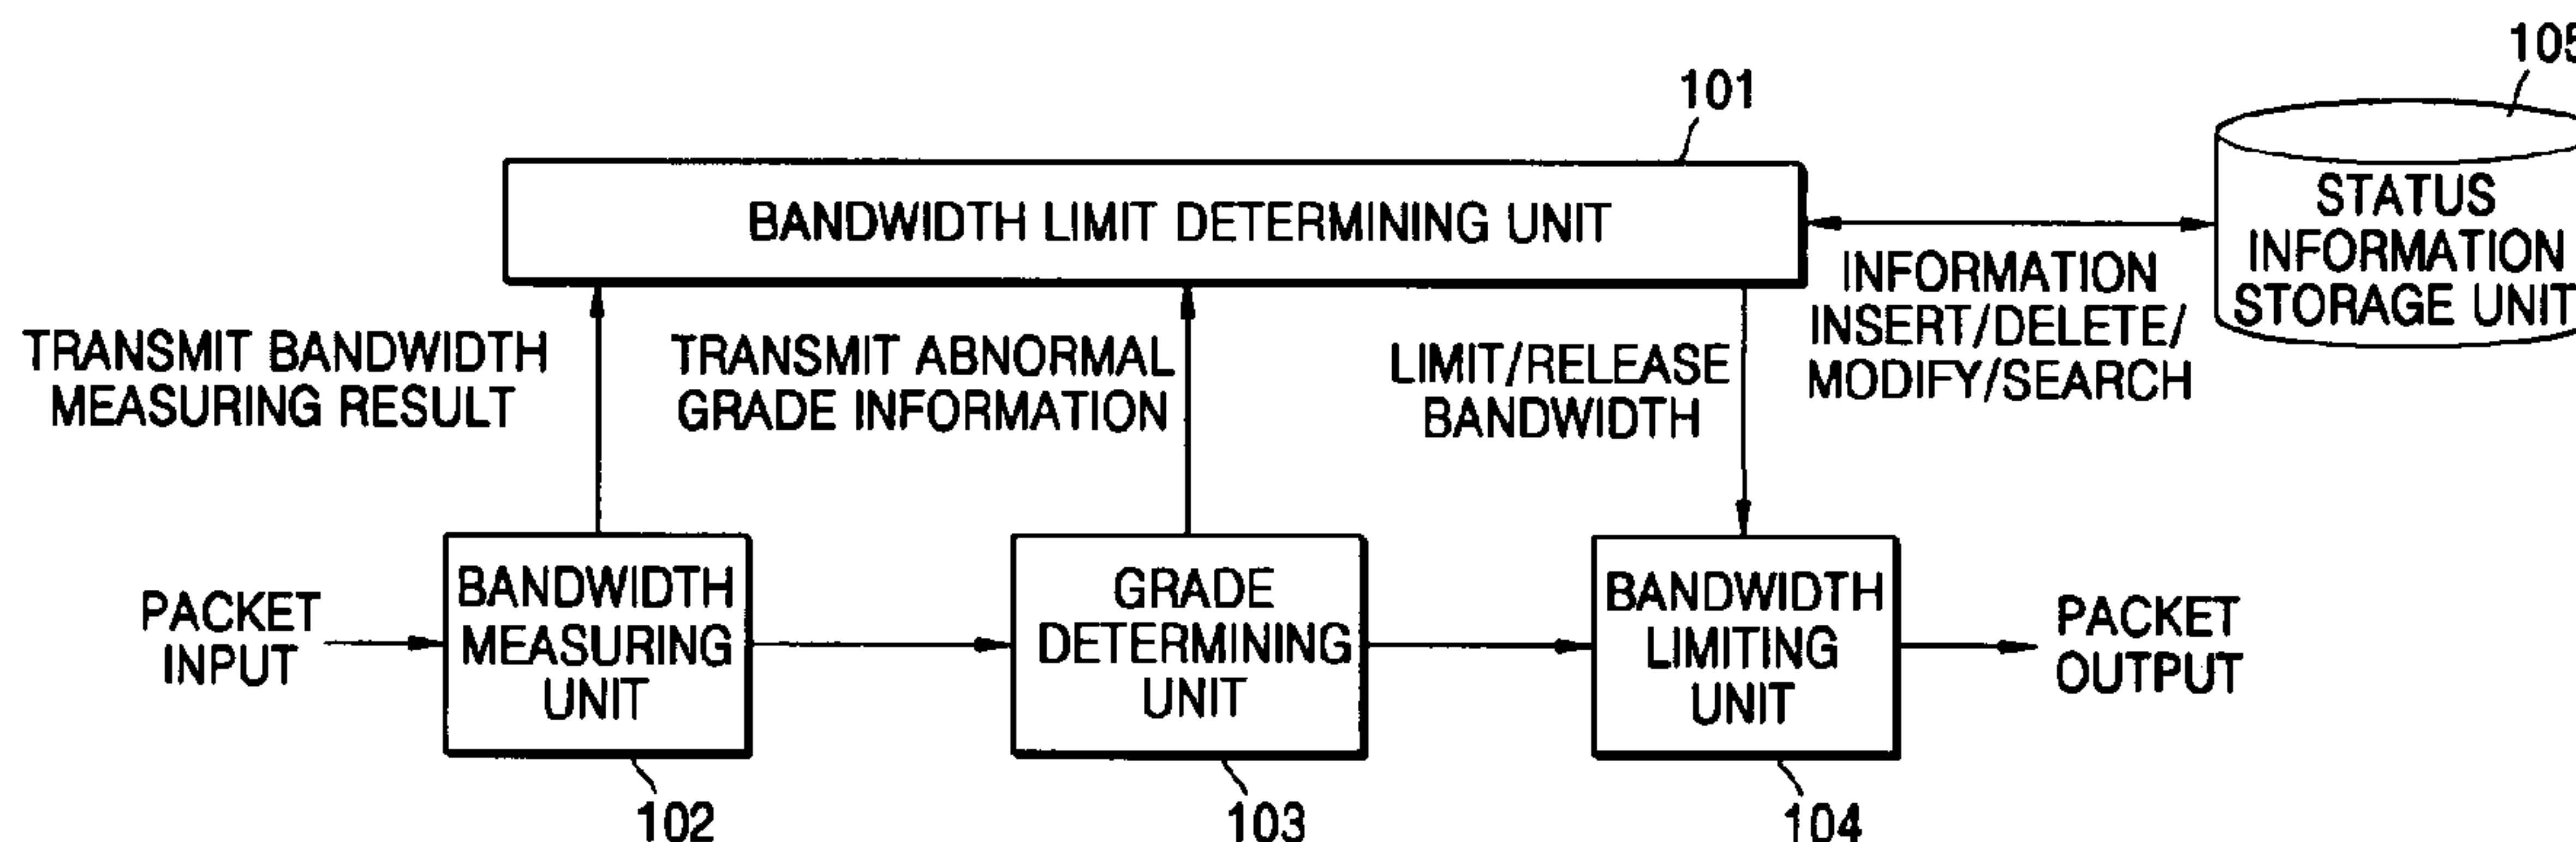 105
101
BANDWIDTH LIMIT DETERMINING UNIT
STATUS
INFORMATION
STORAGE UNIT
INFORMATION
INSERT/DELETE/
MODIFY/SEARCH
TRANSMIT BANDWIDTH
MEASURING RESULT
TRANSMIT ABNORMAL
GRADE INFORMATION
LIMIT/RELEASE
BANDWIDTH
PACKET
INPUT
BANDWIDTH
MEASURING
UNIT
GRADE
DETERMINING
UNIT
BANDWIDTH
LIMITING
UNIT
PACKET
OUTPUT
102
103
104